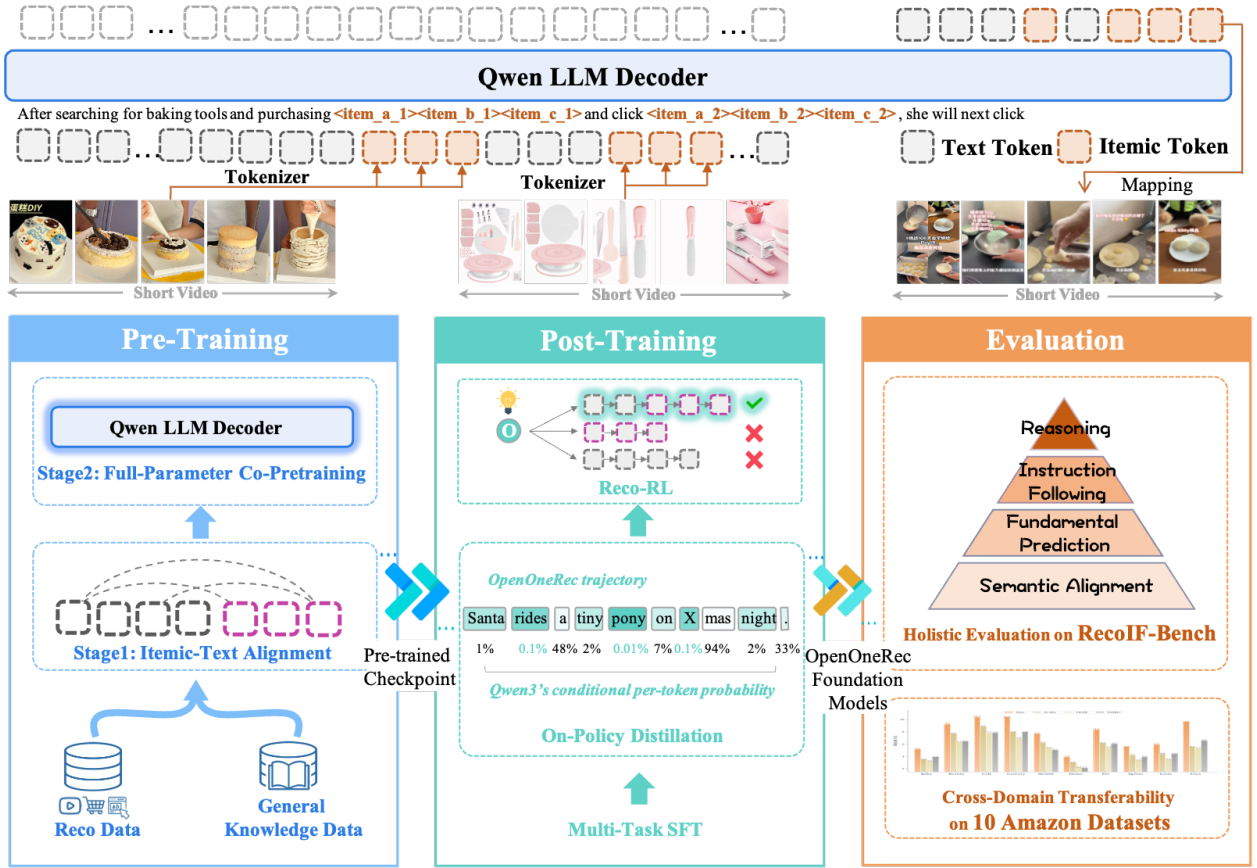 Qwen LLM Decoder
After searching for baking tools and purchasing <item_a_1><item_b_1><item_c_1> and click <item_a_2><item_b_2><item_c_2>, she will next click
Text Token
Itemic Token
Tokenizer
Tokenizer
Mapping
蛋糕DIY
Short Video
Short Video
Short Video
Pre-Training
Qwen LLM Decoder
Stage2: Full-Parameter Co-Pretraining
Stage1: Itemic-Text Alignment
Reco Data
General
Knowledge Data
Pre-trained
Checkpoint
Post-Training
Reco-RL
OpenOneRec trajectory
Santa rides a tiny pony on X mas night .
1% 0.1% 48% 2% 0.01% 7% 0.1% 94% 2% 33%
Qwen3's conditional per-token probability
On-Policy Distillation
Multi-Task SFT
OpenOneRec
Foundation
Models
Evaluation
Reasoning
Instruction
Following
Fundamental
Prediction
Semantic Alignment
Holistic Evaluation on RecoIF-Bench
Cross-Domain Transferability
on 10 Amazon Datasets